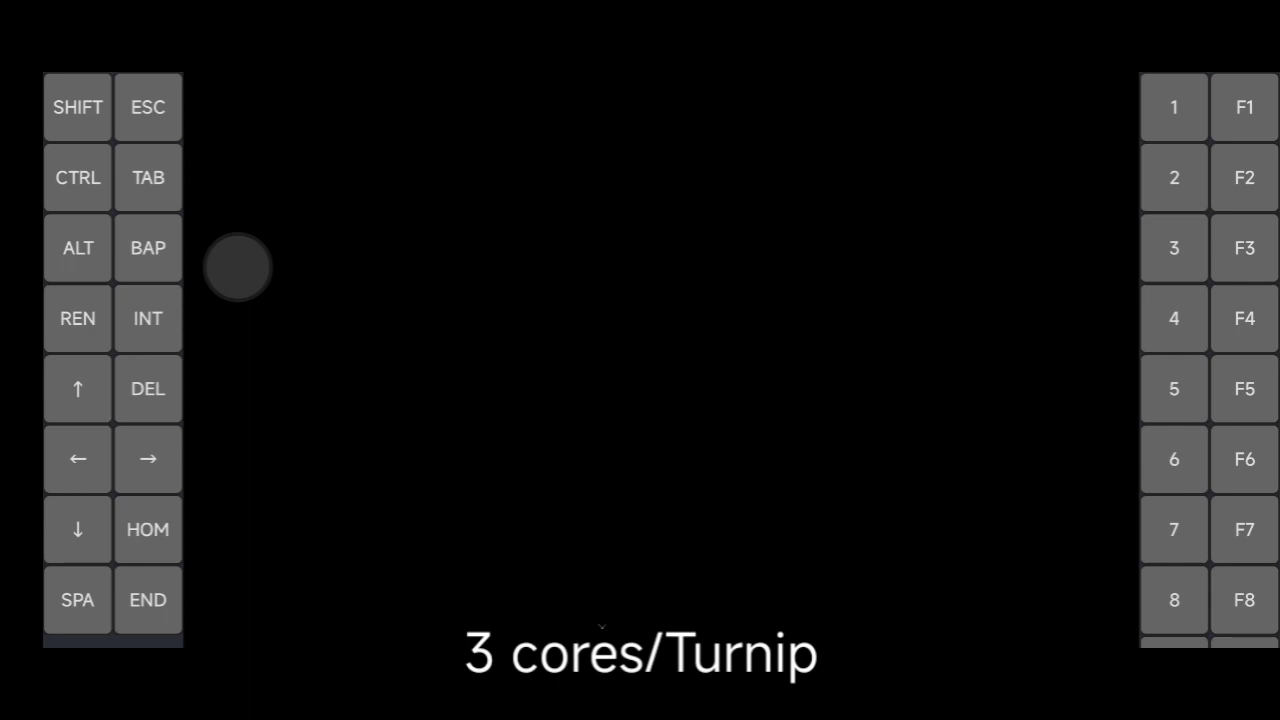 SHIFT ESC
CTRL TAB
ALT BAP
REN INT
↑ DEL
← →
↓ HOM
SPA END
1 F1
2 F2
3 F3
4 F4
5 F5
6 F6
7 F7
8 F8
3 cores/Turnip